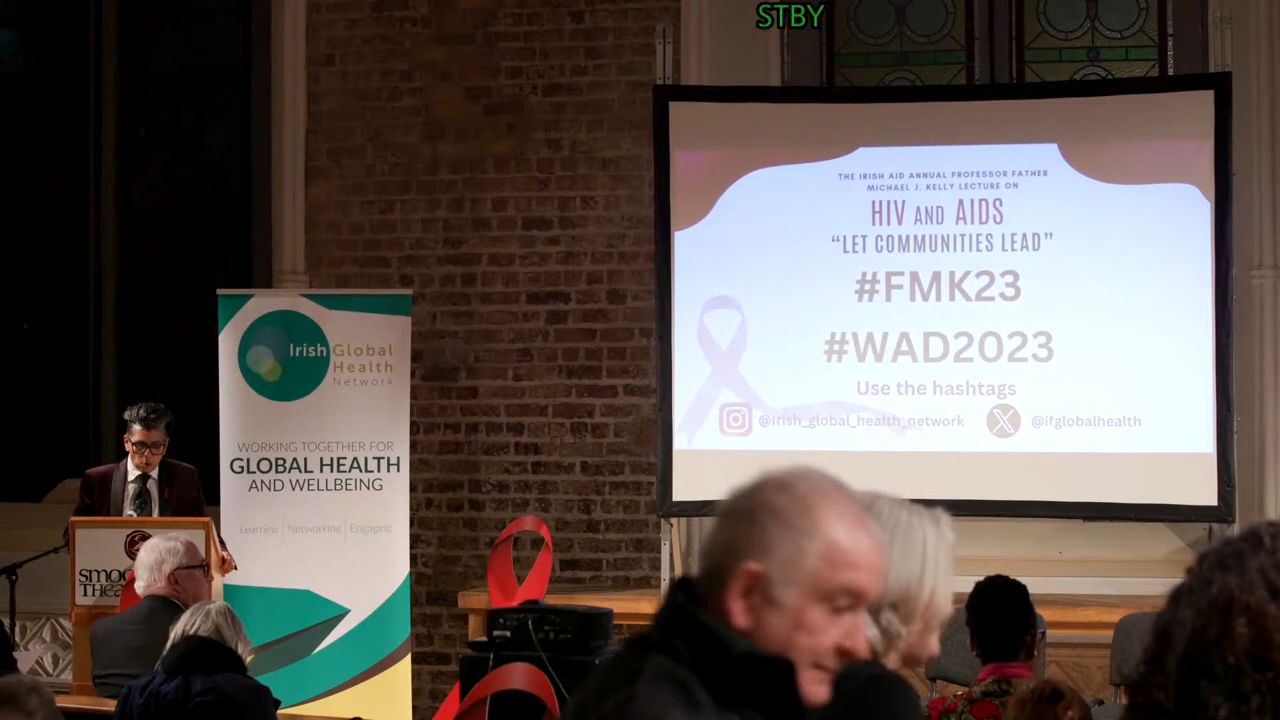 STBY
THE IRISH AID ANNUAL PROFESSOR FATHER
MICHAEL J. KELLY LECTURE ON
HIV AND AIDS
“LET COMMUNITIES LEAD”
#FMK23
#WAD2023
Use the hashtags
@irish_global_health_network
@ifglobalhealth
Irish Global
Health
Network
WORKING TOGETHER FOR
GLOBAL HEALTH
AND WELLBEING
Learning
Networking
Engaging